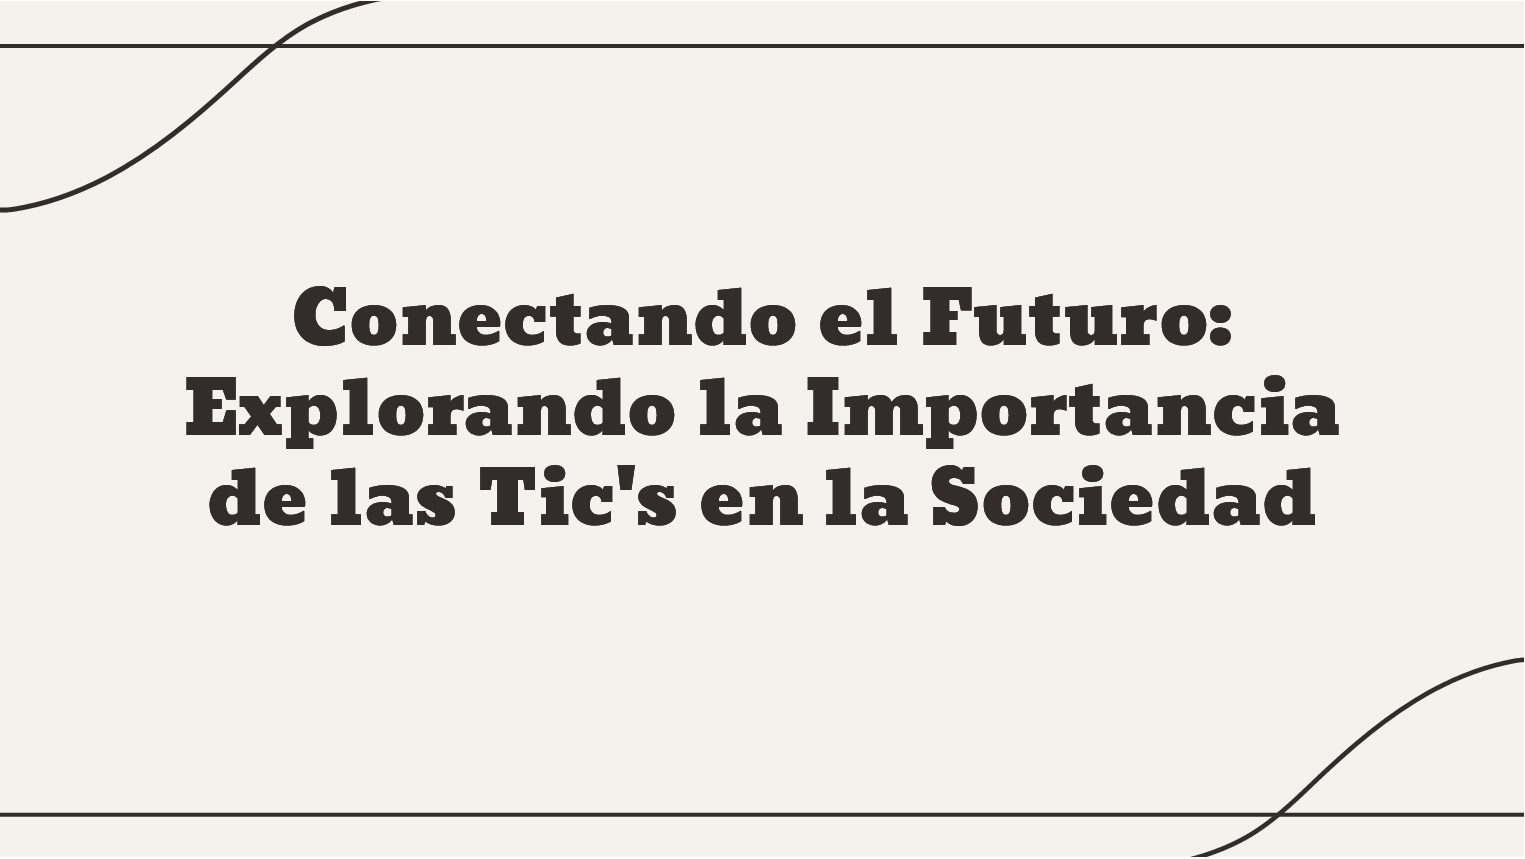 Conectando el Futuro:
Explorando la Importancia
de las Tic's en la Sociedad